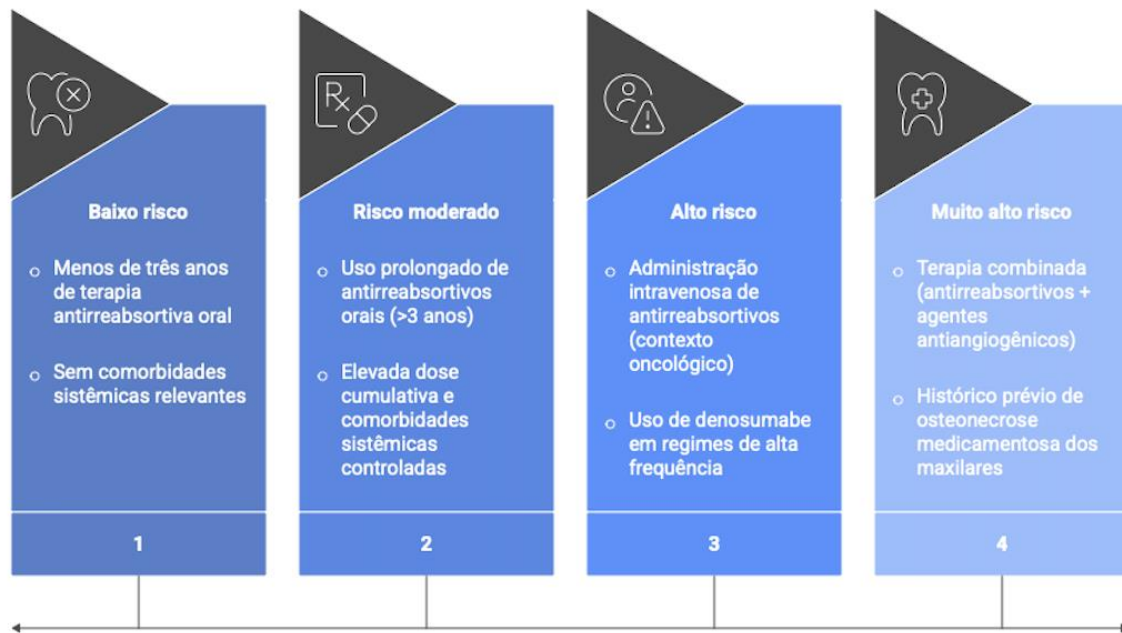 Baixo risco
Menos de três anos
de terapia
antirreabsortiva oral
Sem comorbidades
sistêmicas relevantes
1
Rx
Risco moderado
Uso prolongado de
antirreabsortivos
orais (>3 anos)
Elevada dose
cumulativa e
comorbidades
sistêmicas
controladas
2
Alto risco
Administração
intravenosa de
antirreabsortivos
(contexto
oncológico)
Uso de denosumabe
em regimes de alta
frequência
3
Muito alto risco
Terapia combinada
(antirreabsortivos +
agentes
antiangiogênicos)
Histórico prévio de
osteonecrose
medicamentosa dos
maxilares
4